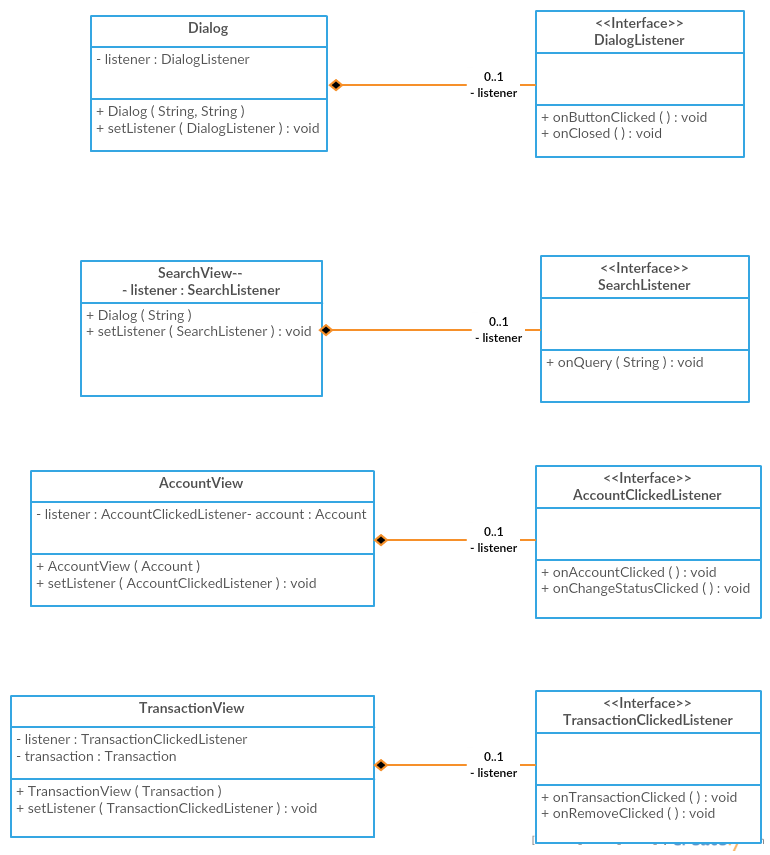 Dialog
- listener : DialogListener
+ Dialog ( String, String )
+ setListener ( DialogListener ) : void
0..1
- listener
<<Interface>>
DialogListener
+ onButtonClicked ( ) : void
+ onClosed ( ) : void
SearchView--
- listener : SearchListener
+ Dialog ( String )
+ setListener ( SearchListener ) : void
0..1
- listener
<<Interface>>
SearchListener
+ onQuery ( String ) : void
AccountView
- listener : AccountClickedListener- account : Account
+ AccountView ( Account )
+ setListener ( AccountClickedListener ) : void
0..1
- listener
<<Interface>>
AccountClickedListener
+ onAccountClicked ( ) : void
+ onChangeStatusClicked ( ) : void
TransactionView
- listener : TransactionClickedListener
- transaction : Transaction
+ TransactionView ( Transaction )
+ setListener ( TransactionClickedListener ) : void
0..1
- listener
<<Interface>>
TransactionClickedListener
+ onTransactionClicked ( ) : void
+ onRemoveClicked ( ) : void